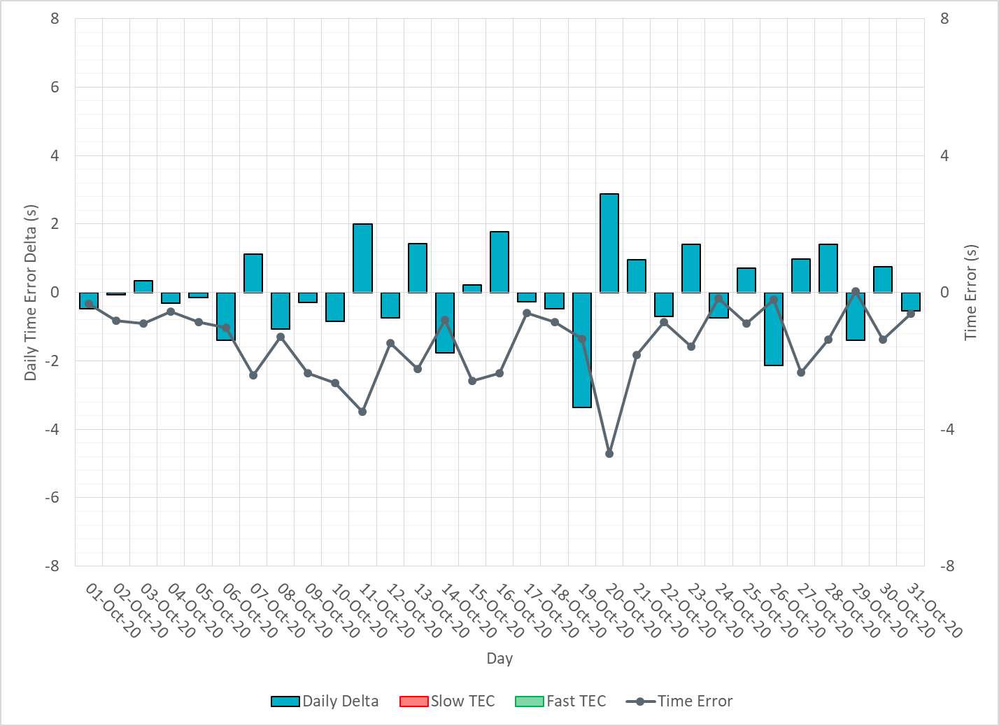 8
6
4
2
0
-2
-4
-6
-8
Daily Time Error Delta (s)
8
4
0
-4
-8
Time Error (s)
01-Oct-20
02-Oct-20
03-Oct-20
04-Oct-20
05-Oct-20
06-Oct-20
07-Oct-20
08-Oct-20
09-Oct-20
10-Oct-20
11-Oct-20
12-Oct-20
13-Oct-20
14-Oct-20
15-Oct-20
16-Oct-20
17-Oct-20
18-Oct-20
19-Oct-20
20-Oct-20
21-Oct-20
22-Oct-20
23-Oct-20
24-Oct-20
25-Oct-20
26-Oct-20
27-Oct-20
28-Oct-20
29-Oct-20
30-Oct-20
31-Oct-20
Day
Daily Delta Slow TEC Fast TEC Time Error